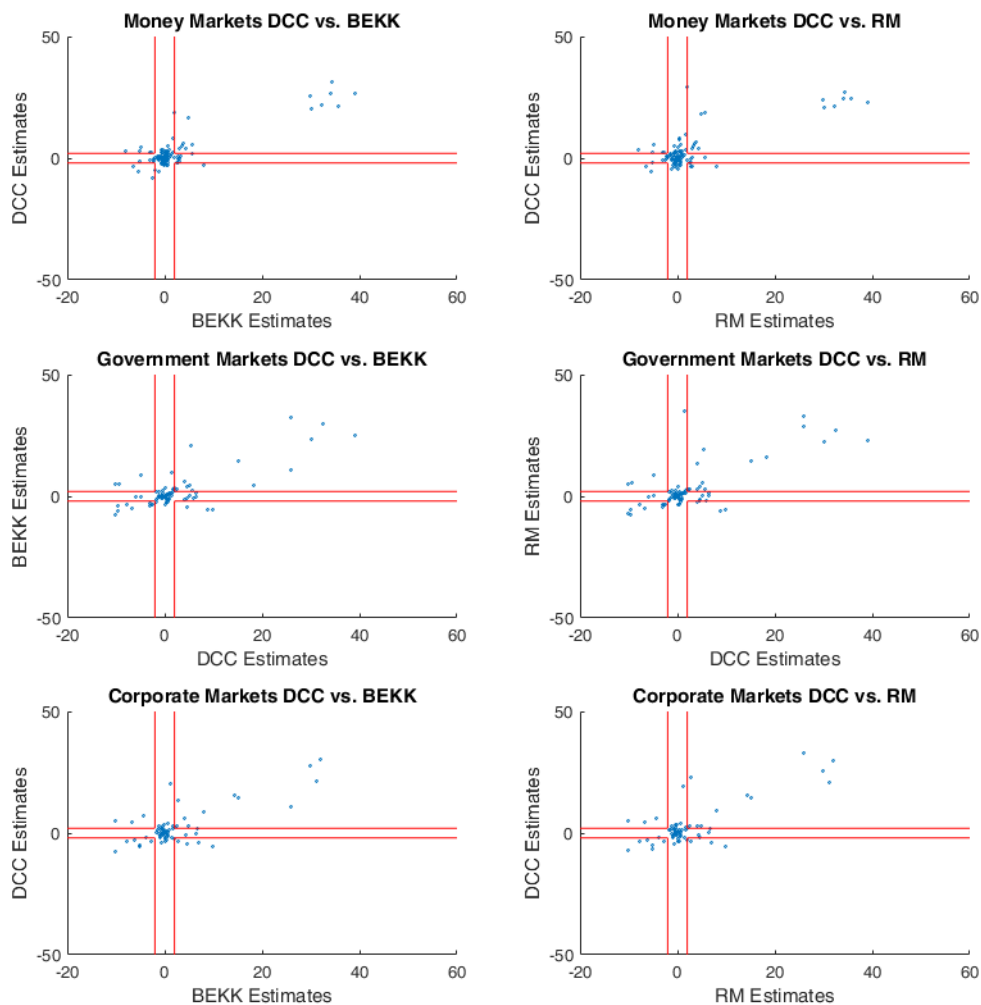 Money Markets DCC vs. BEKK
50
0
-50
DCC Estimates
-20 0 20 40 60
BEKK Estimates
Money Markets DCC vs. RM
50
0
-50
DCC Estimates
-20 0 20 40 60
RM Estimates
Government Markets DCC vs. BEKK
50
0
-50
BEKK Estimates
-20 0 20 40 60
DCC Estimates
Government Markets DCC vs. RM
50
0
-50
RM Estimates
-20 0 20 40 60
DCC Estimates
Corporate Markets DCC vs. BEKK
50
0
-50
DCC Estimates
-20 0 20 40 60
BEKK Estimates
Corporate Markets DCC vs. RM
50
0
-50
DCC Estimates
-20 0 20 40 60
RM Estimates